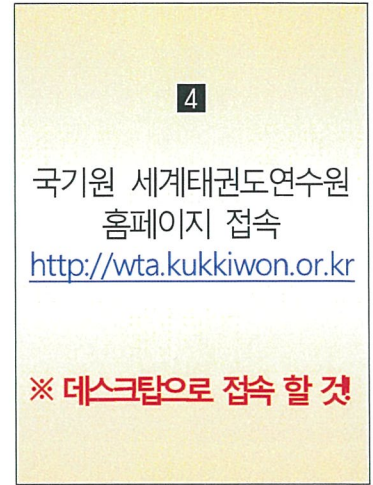 4
국기원 세계태권도연수원
홈페이지 접속
http://wta.kukkiwon.or.kr
※ 데스크탑으로 접속 할 것!